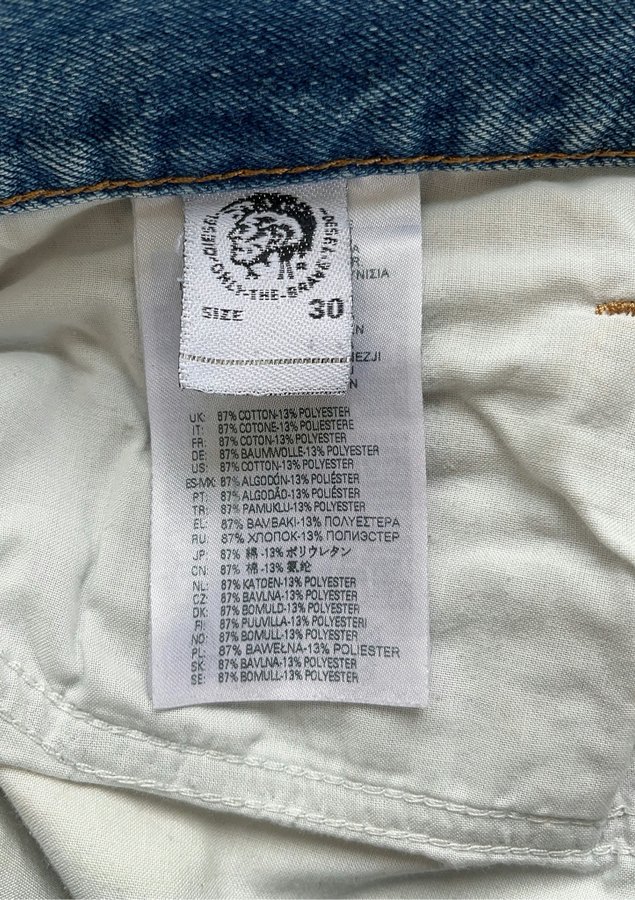 DIESEL
DIESEL
ONLY-THE-BRAVE
SIZE 30
A
ΥΝΙΣΙΑ
EN
EZJI
EN
UK: 87% COTTON-13% POLYESTER
IT: 87% COTONE-13% POLIESTERE
FR: 87% COTON-13% POLYESTER
DE: 87% BAUMWOLLE-13% POLYESTER
US: 87% COTTON-13% POLYESTER
ES-MX: 87% ALGODÓN-13% POLIÉSTER
PT: 87% ALGODÃO-13% POLIÉSTER
TR: 87% PAMUKLU-13% POLYESTER
EL: 87% ΒΑΜΒΑΚΙ-13% ΠΟΛΥΕΣΤΕΡΑ
RU: 87% ХЛОПОК-13% ПОЛИЭСТЕР
JP: 87% 綿-13% ポリウレタン
CN: 87% 棉-13% 氨纶
NL: 87% KATOEN-13% POLYESTER
CZ: 87% BAVLNA-13% POLYESTER
DK: 87% BOMULD-13% POLYESTER
FI: 87% PUUVILLA-13% POLYESTERI
NO: 87% BOMULL-13% POLYESTER
PL: 87% BAWEŁNA-13% POLIESTER
SK: 87% BAVLNA-13% POLYESTER
SE: 87% BOMULL-13% POLYESTER